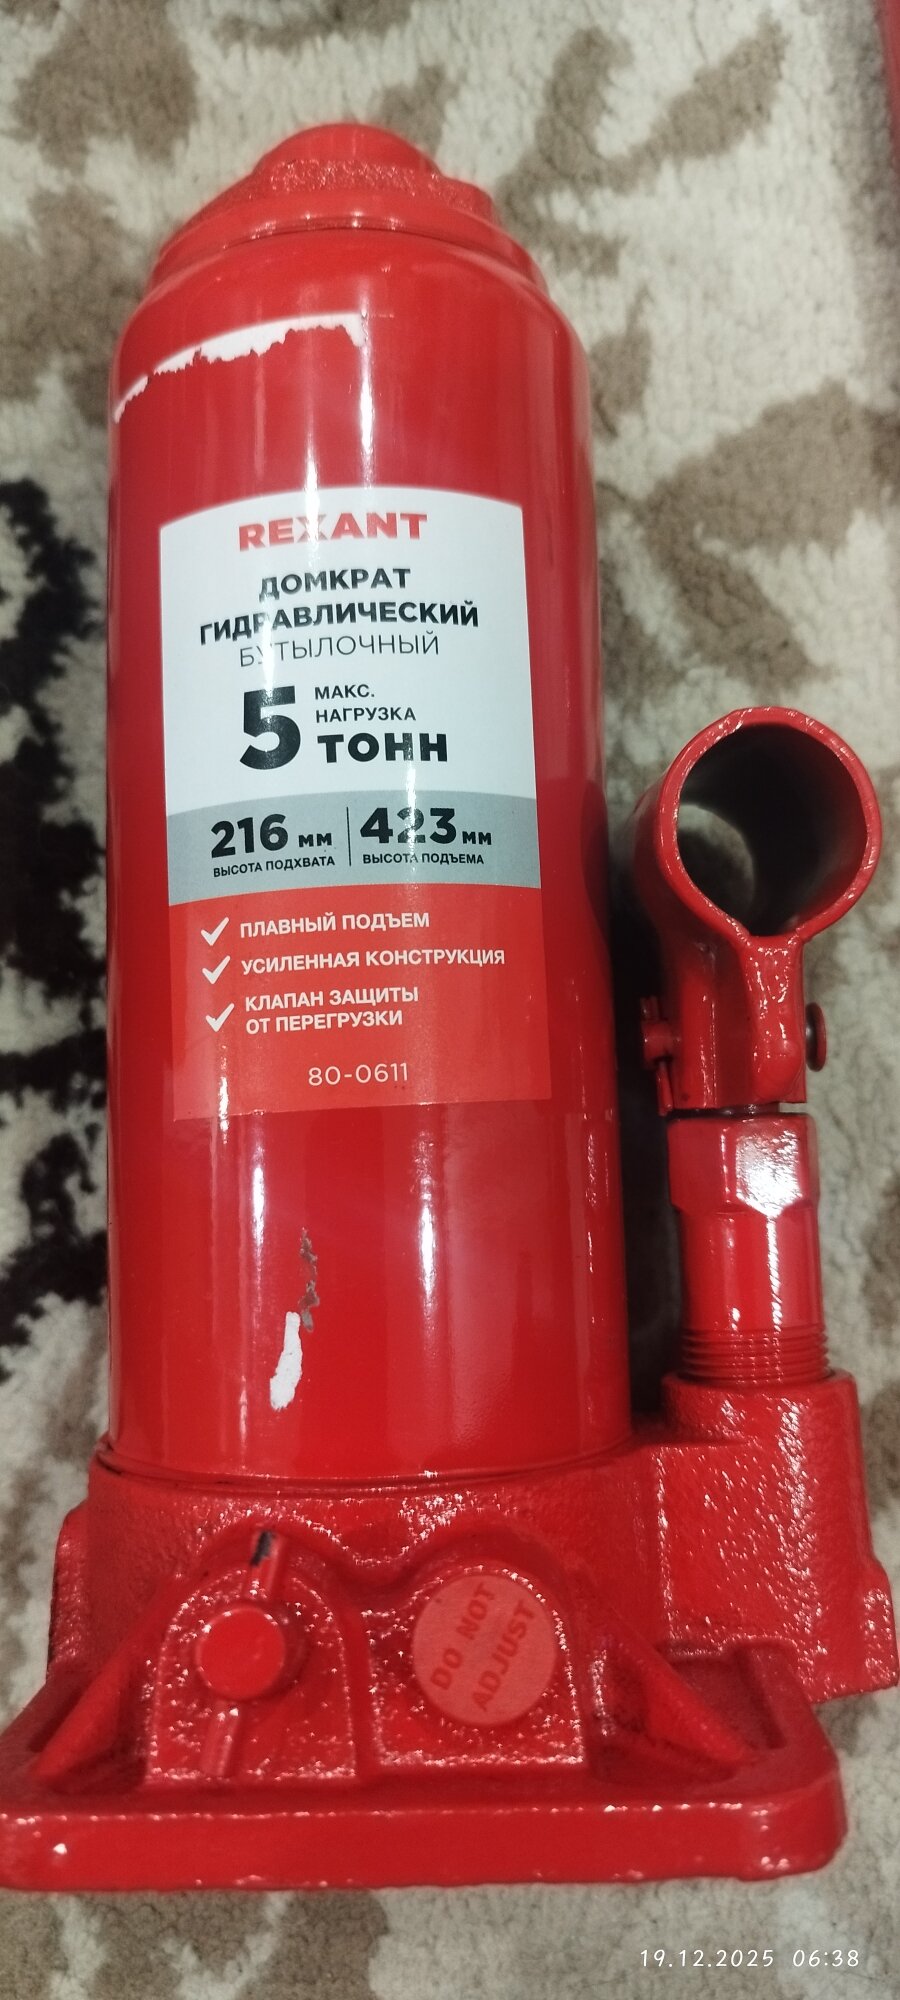 REXANT
ДОМКРАТ
ГИДРАВЛИЧЕСКИЙ
БУТЫЛОЧНЫЙ
5 МАКС.
НАГРУЗКА
ТОНН
216 мм 423 мм
ВЫСОТА ПОДХВАТА ВЫСОТА ПОДЪЕМА
ПЛАВНЫЙ ПОДЪЕМ
УСИЛЕННАЯ КОНСТРУКЦИЯ
КЛАПАН ЗАЩИТЫ
ОТ ПЕРЕГРУЗКИ
80-0611
DO NOT
ADJUST
19.12.2025 06:38